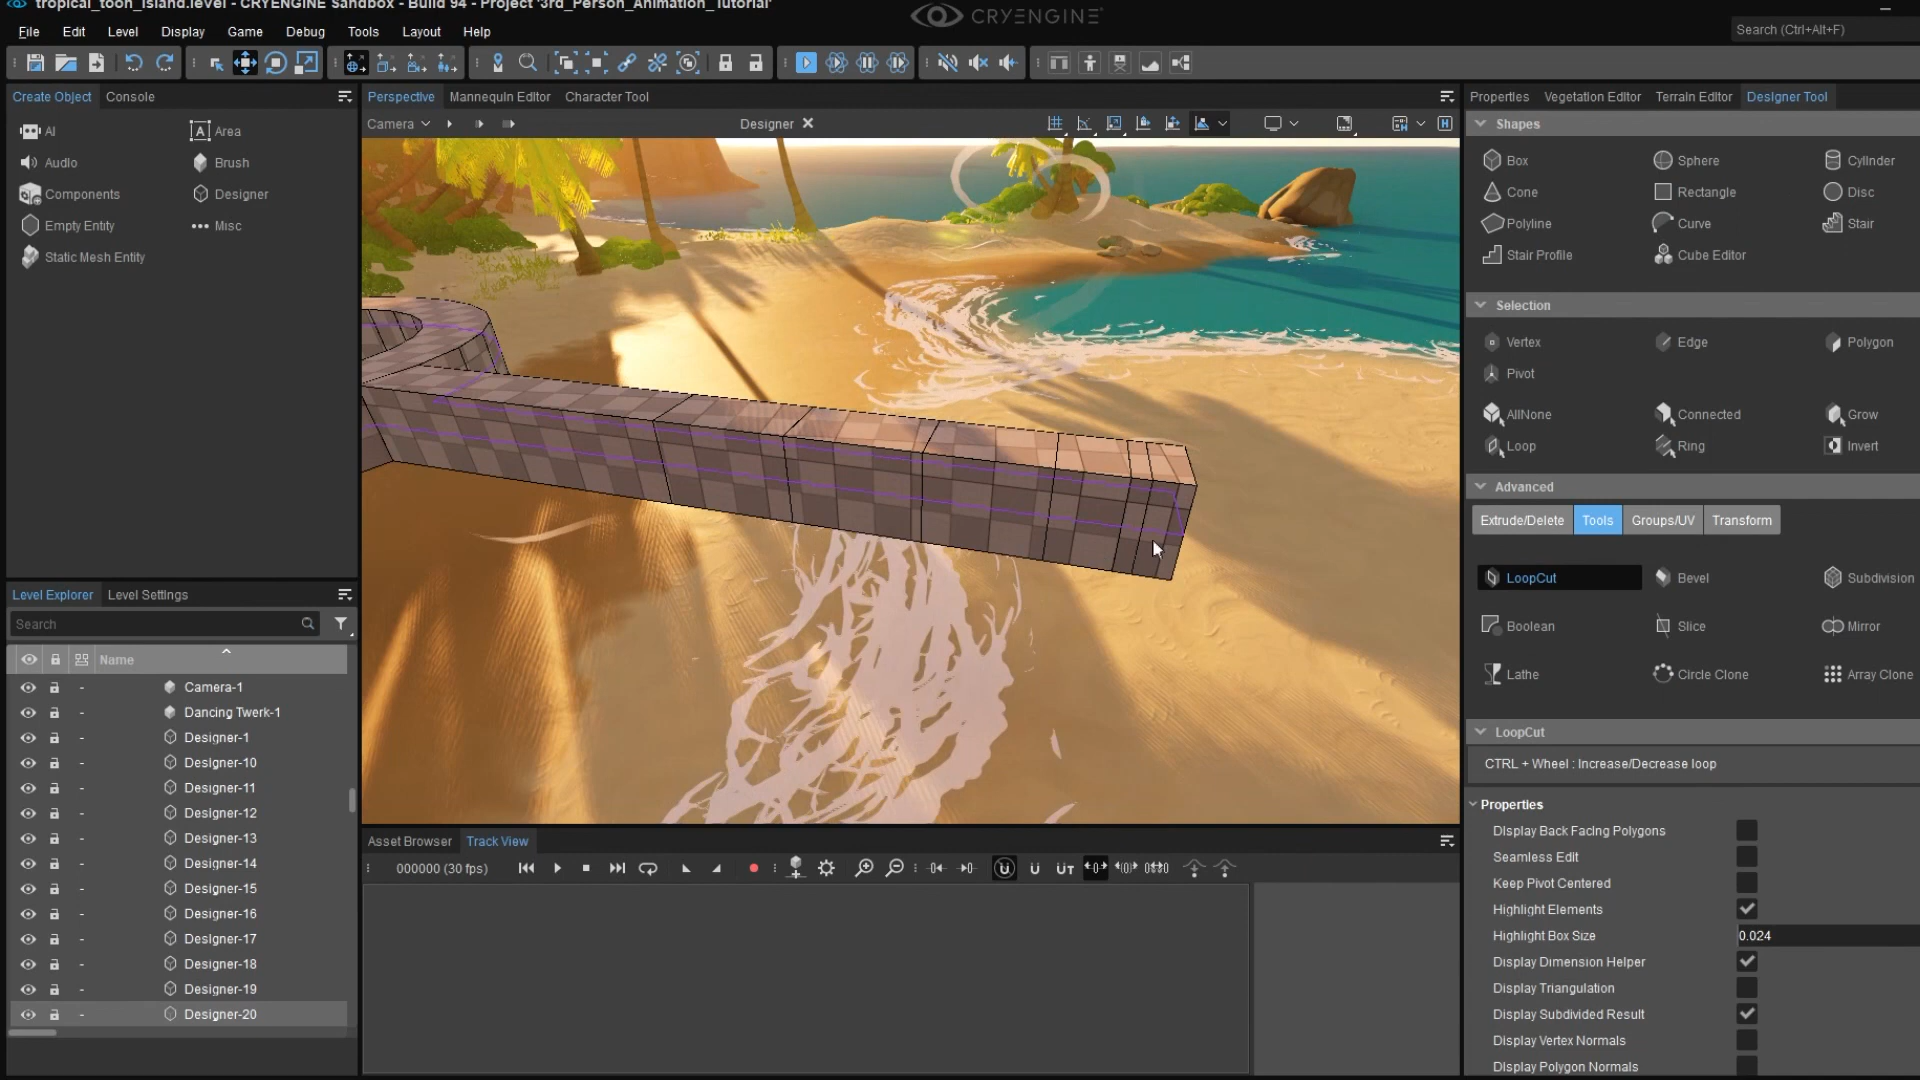 tropical_toon_island.level - CRYENGINE Sandbox - Build 94 - Project '3rd_Person_Animation_Tutorial'
CRYENGINE
File Edit Level Display Game Debug Tools Layout Help
Search (Ctrl+Alt+F)
Create Object Console
Perspective Mannequin Editor Character Tool
Properties Vegetation Editor Terrain Editor Designer Tool
Camera
Designer
Shapes
AI Area
Audio Brush
Components Designer
Empty Entity Misc
Static Mesh Entity
Box Sphere Cylinder
Cone Rectangle Disc
Polyline Curve Stair
Stair Profile Cube Editor
Selection
Vertex Edge Polygon
Pivot
AllNone Connected Grow
Loop Ring Invert
Advanced
Extrude/Delete Tools Groups/UV Transform
LoopCut Bevel Subdivision
Boolean Slice Mirror
Lathe Circle Clone Array Clone
LoopCut
CTRL + Wheel : Increase/Decrease loop
Properties
Display Back Facing Polygons
Seamless Edit
Keep Pivot Centered
Highlight Elements
Highlight Box Size 0.024
Display Dimension Helper
Display Triangulation
Display Subdivided Result
Display Vertex Normals
Display Polygon Normals
Level Explorer Level Settings
Search
Name
Camera-1
Dancing Twerk-1
Designer-1
Designer-10
Designer-11
Designer-12
Designer-13
Designer-14
Designer-15
Designer-16
Designer-17
Designer-18
Designer-19
Designer-20
Asset Browser Track View
000000 (30 fps)